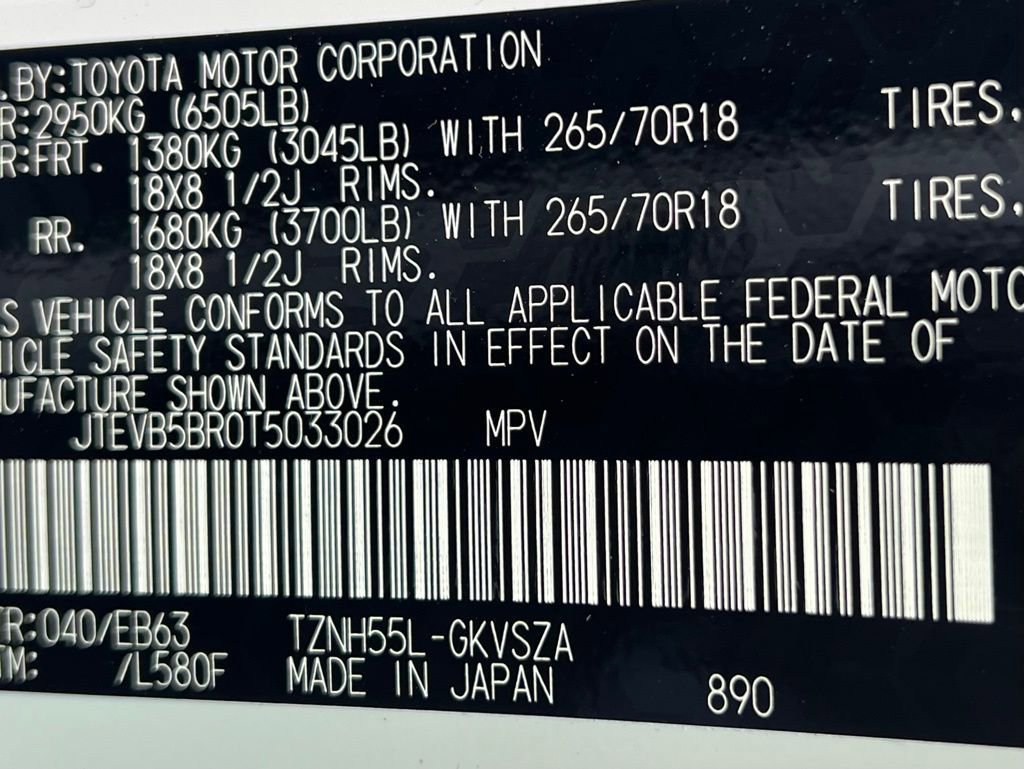 . BY:TOYOTA MOTOR CORPORATION
R:2950KG (6505LB)
R:FRT. 1380KG (3045LB) WITH 265/70R18 TIRES,
18X8 1/2J RIMS.
RR. 1680KG (3700LB) WITH 265/70R18 TIRES,
18X8 1/2J RIMS.
S VEHICLE CONFORMS TO ALL APPLICABLE FEDERAL MOTO
ICLE SAFETY STANDARDS IN EFFECT ON THE DATE OF
UFACTURE SHOWN ABOVE.
JTEVB5BR0T5033026 MPV
R:040/EB63 TZNH55L-GKVSZA
TM: /L580F MADE IN JAPAN 890